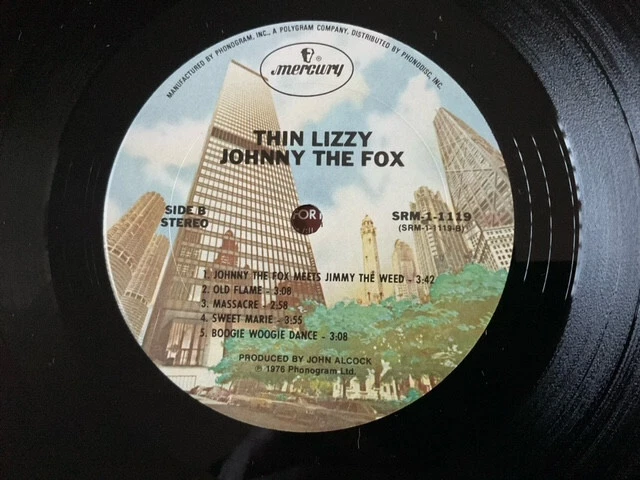 MANUFACTURED BY PHONOGRAM, INC., A POLYGRAM COMPANY, DISTRIBUTED BY PHONODISC, INC.
mercury ®
THIN LIZZY
JOHNNY THE FOX
SIDE B
STEREO
FOR
SRM-1-1119
(SRM-1-1119-B)
1. JOHNNY THE FOX MEETS JIMMY THE WEED - 3:42
2. OLD FLAME - 3:08
3. MASSACRE - 2:58
4. SWEET MARIE - 3:55
5. BOOGIE WOOGIE DANCE - 3:08
PRODUCED BY JOHN ALCOCK
℗ 1976 Phonogram Ltd.